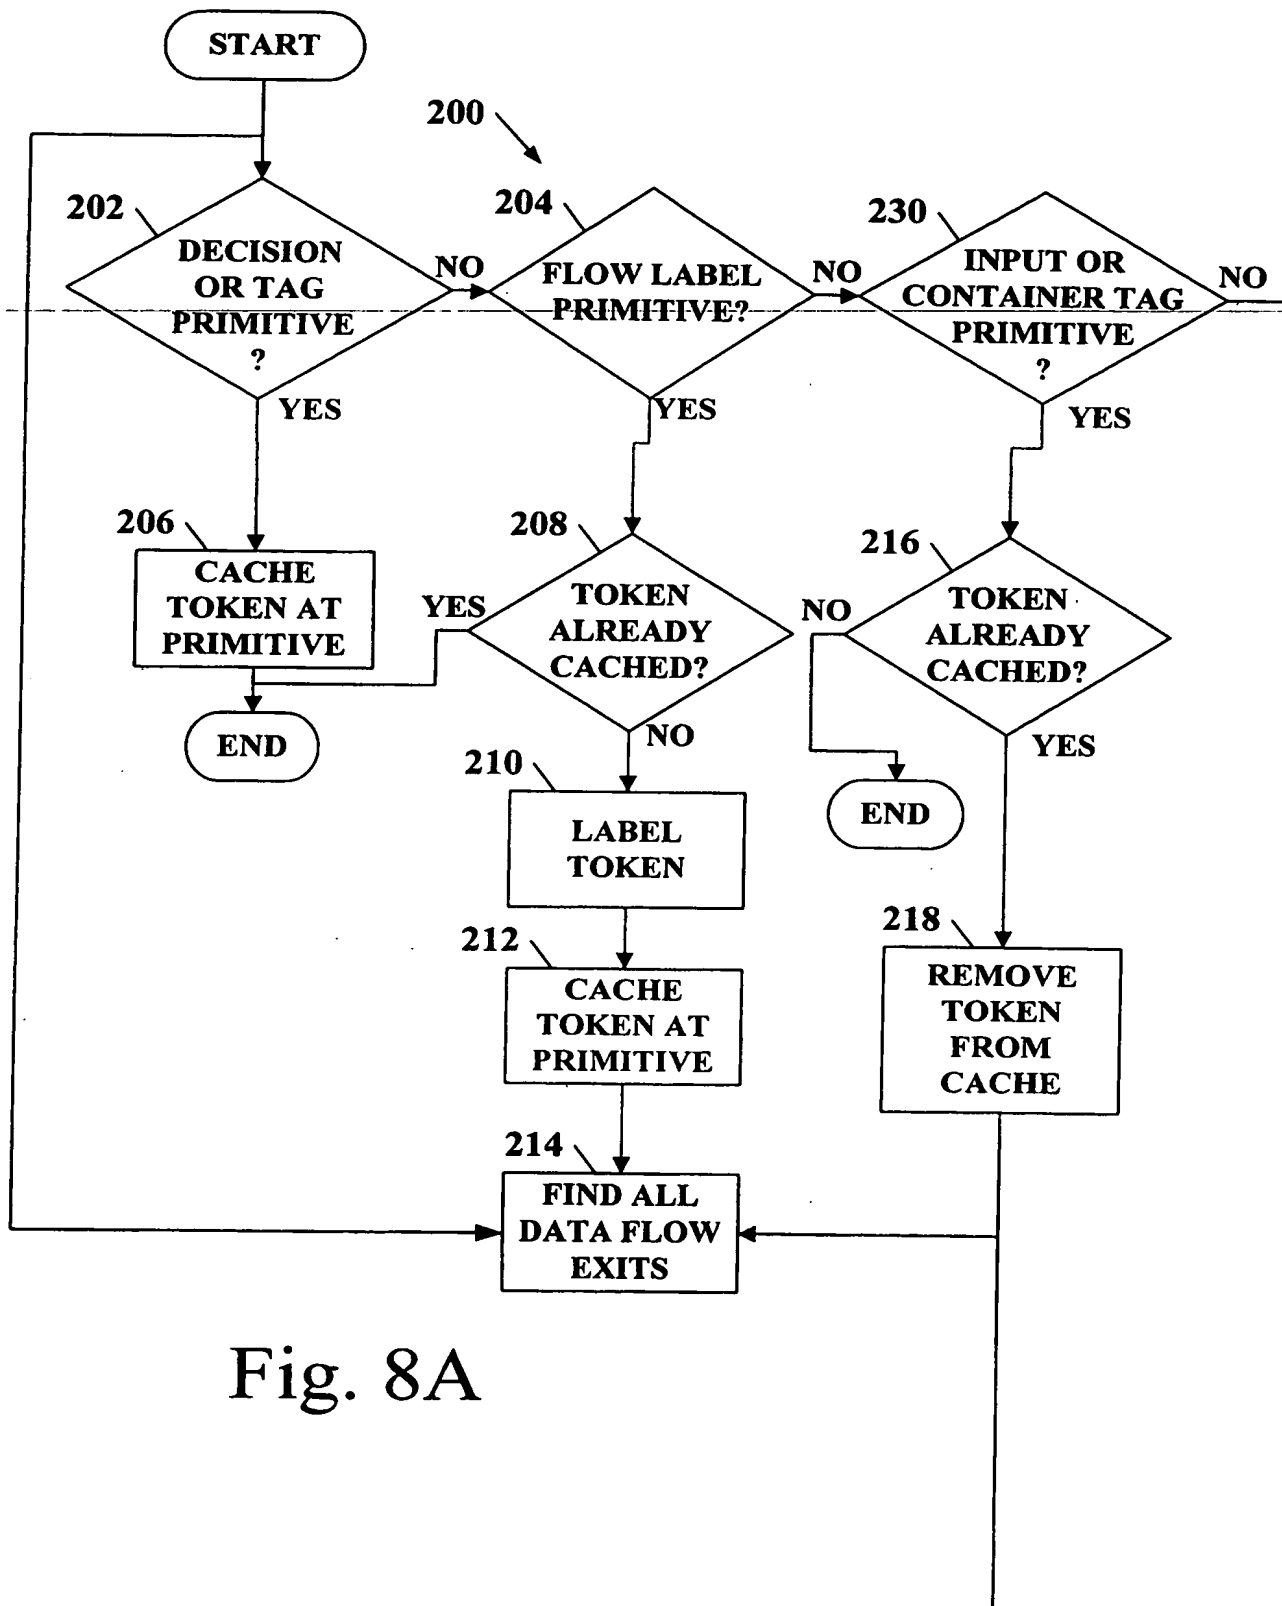 START
200
202
DECISION
OR TAG
PRIMITIVE
?
NO
YES
204
FLOW LABEL
PRIMITIVE?
NO
YES
230
INPUT OR
CONTAINER TAG
PRIMITIVE
?
NO
YES
206
CACHE
TOKEN AT
PRIMITIVE
END
208
YES
TOKEN
ALREADY
CACHED?
NO
216
NO
TOKEN
ALREADY
CACHED?
YES
END
210
LABEL
TOKEN
212
CACHE
TOKEN AT
PRIMITIVE
218
REMOVE
TOKEN
FROM
CACHE
214
FIND ALL
DATA FLOW
EXITS
Fig. 8A